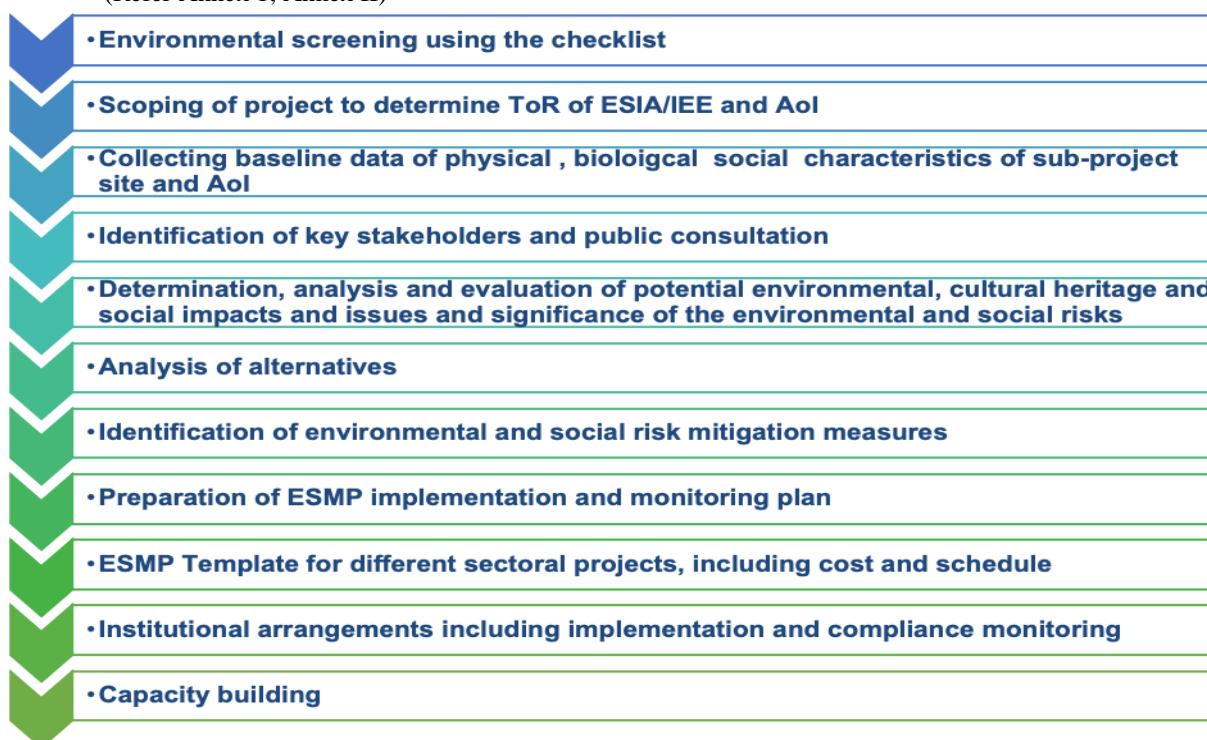 (Refer Annex I, Annex II)
•Environmental screening using the checklist
•Scoping of project to determine ToR of ESIA/IEE and AoI
•Collecting baseline data of physical , bioloigcal social characteristics of sub-project
site and AoI
•Identification of key stakeholders and public consultation
•Determination, analysis and evaluation of potential environmental, cultural heritage and
social impacts and issues and significance of the environmental and social risks
•Analysis of alternatives
•Identification of environmental and social risk mitigation measures
•Preparation of ESMP implementation and monitoring plan
•ESMP Template for different sectoral projects, including cost and schedule
•Institutional arrangements including implementation and compliance monitoring
•Capacity building